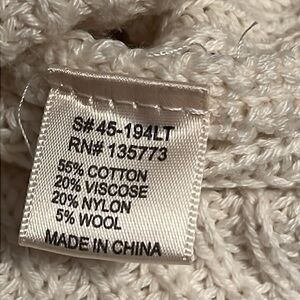 S#45-194LT
RN# 135773
55% COTTON
20% VISCOSE
20% NYLON
5% WOOL
MADE IN CHINA